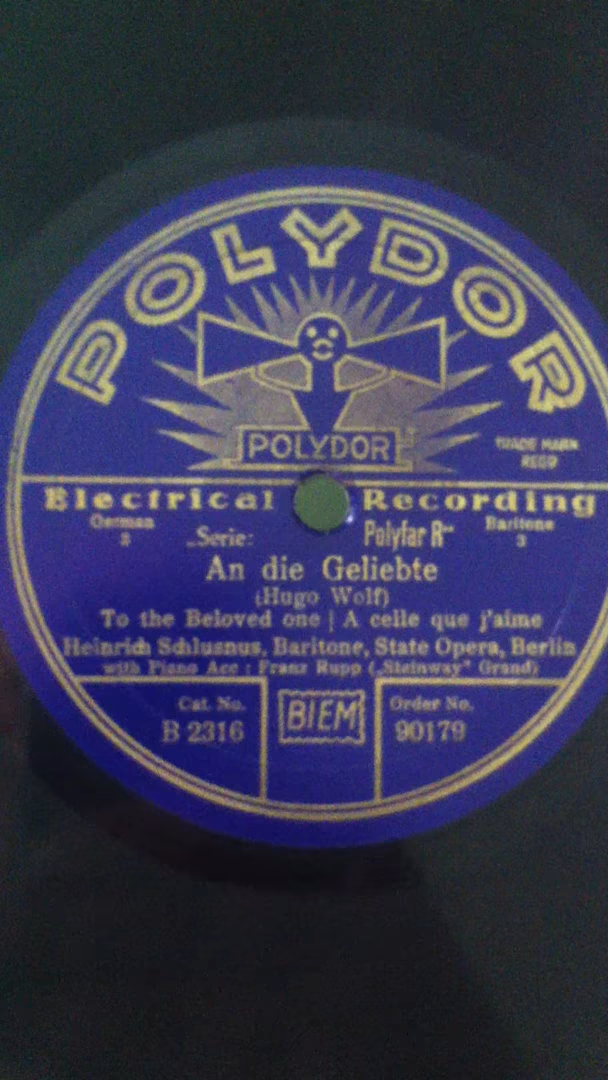 POLYDOR
POLYDOR
TRADE MARK
REGD
Electrical Recording
German Baritone
„Serie: Polyfar R“
An die Geliebte
(Hugo Wolf)
To the Beloved one | A celle que j'aime
Heinrich Schlusnus, Baritone, State Opera, Berlin
with Piano Acc : Franz Rupp („Steinway“ Grand)
Cat. No. BIEM Order No.
B 2316 90179